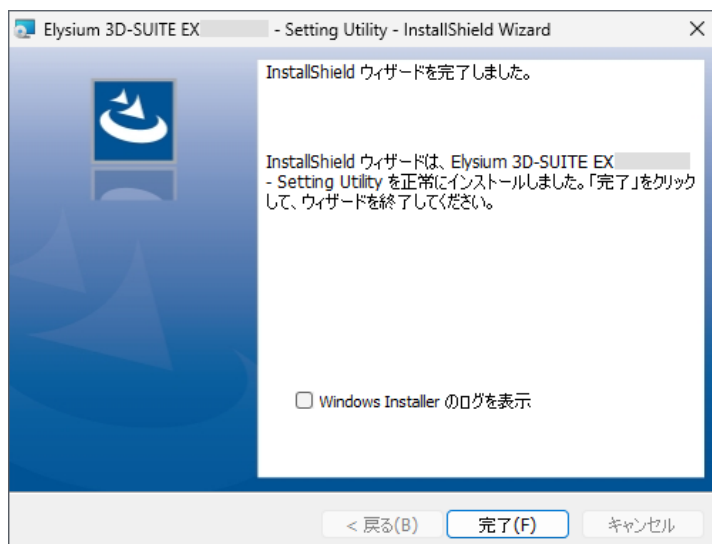 Elysium 3D-SUITE EX - Setting Utility - InstallShield Wizard
InstallShield ウィザードを完了しました。
InstallShield ウィザードは、Elysium 3D-SUITE EX
- Setting Utility を正常にインストールしました。「完了」をクリック
して、ウィザードを終了してください。
Windows Installer のログを表示
< 戻る(B)
完了(F)
キャンセル